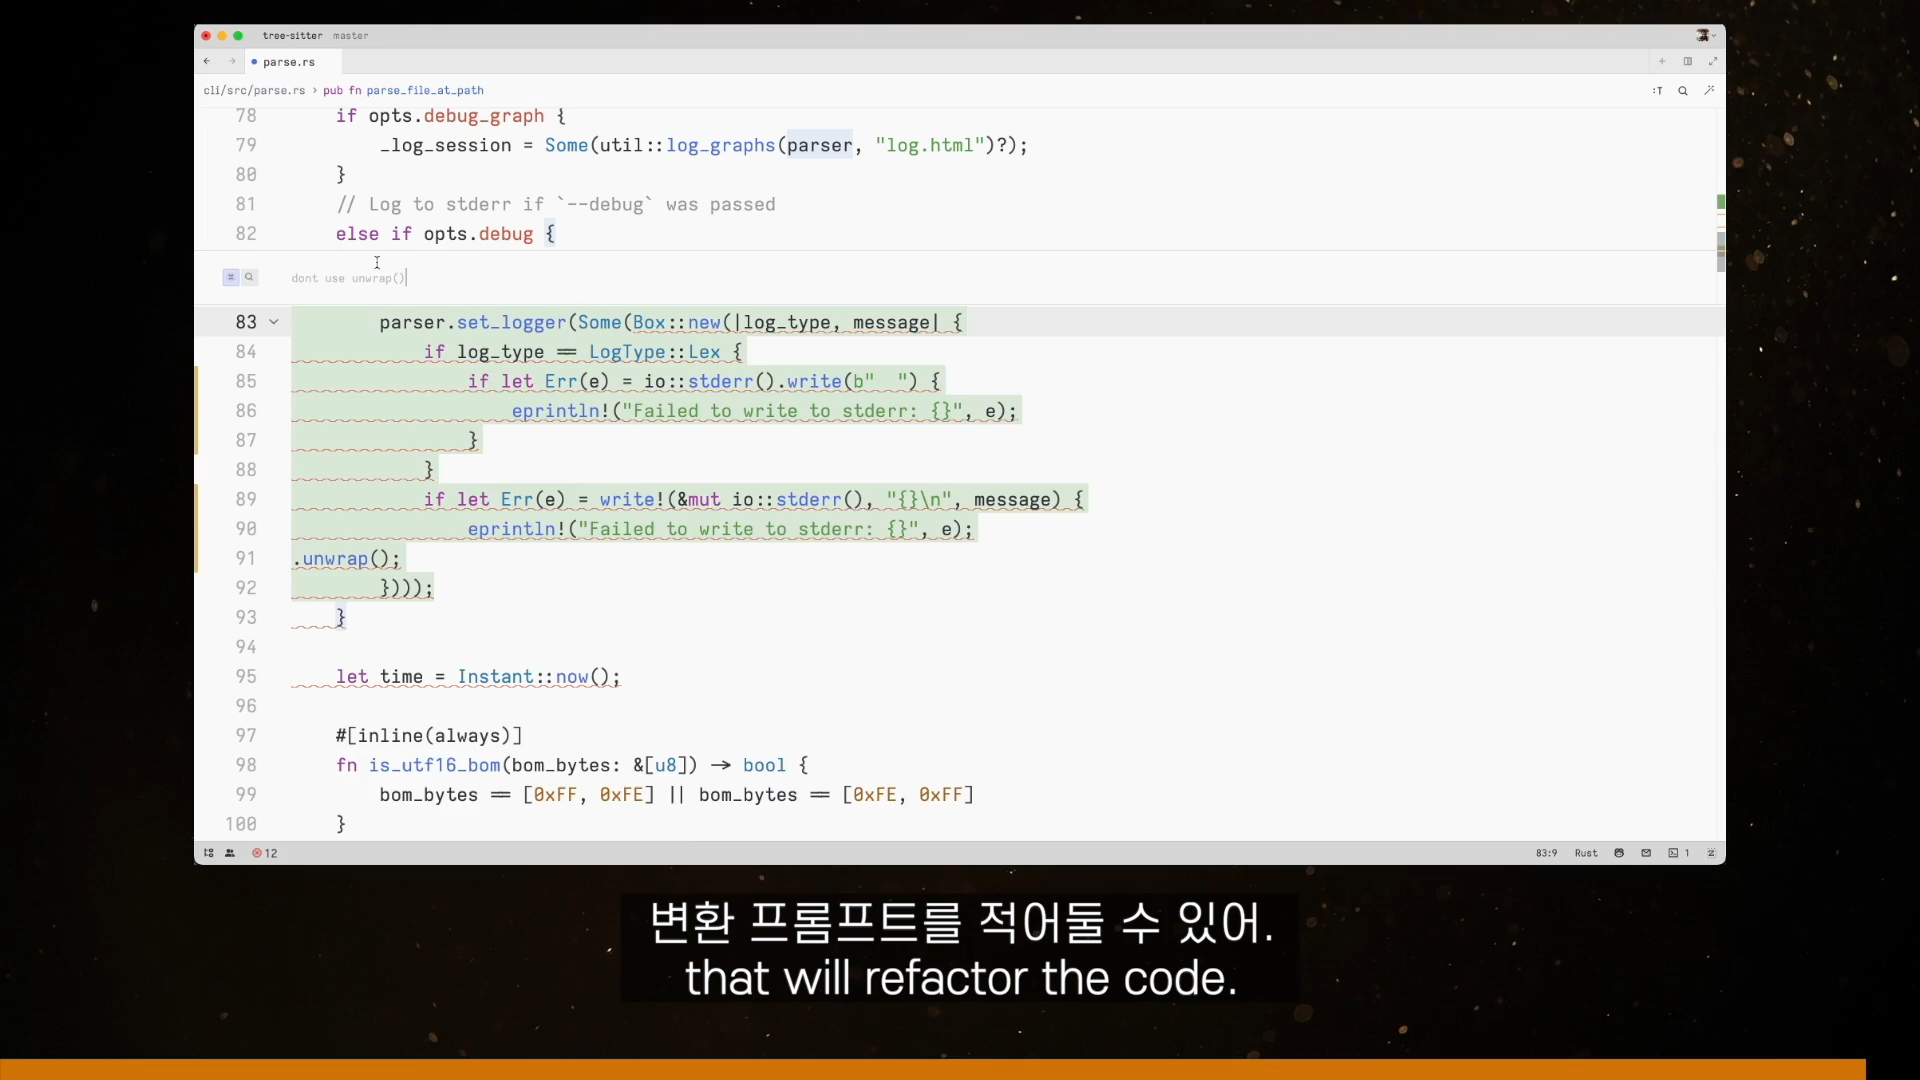 tree-sitter master
parse.rs
cli/src/parse.rs › pub fn parse_file_at_path
78 if opts.debug_graph {
79 _log_session = Some(util::log_graphs(parser, "log.html")?);
80 }
81 // Log to stderr if `--debug` was passed
82 else if opts.debug {
dont use unwrap()
83 parser.set_logger(Some(Box::new(|log_type, message| {
84 if log_type == LogType::Lex {
85 if let Err(e) = io::stderr().write(b"  ") {
86 eprintln!("Failed to write to stderr: {}", e);
87 }
88 }
89 if let Err(e) = write!(&mut io::stderr(), "{}\n", message) {
90 eprintln!("Failed to write to stderr: {}", e);
91 .unwrap();
92 })));
93 }
94
95 let time = Instant::now();
96
97 #[inline(always)]
98 fn is_utf16_bom(bom_bytes: &[u8]) -> bool {
99 bom_bytes == [0xFF, 0xFE] || bom_bytes == [0xFE, 0xFF]
100 }
12 83:9 Rust 1
변환 프롬프트를 적어둘 수 있어.
that will refactor the code.